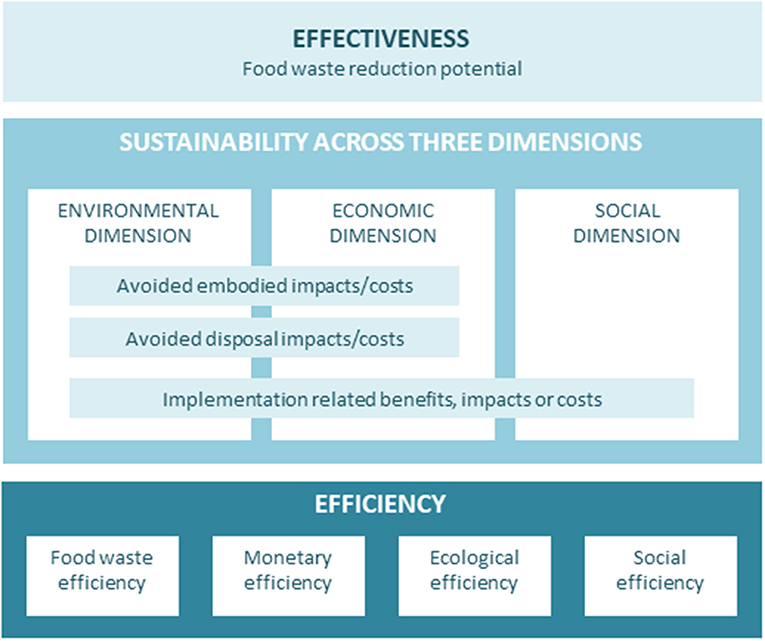 EFFECTIVENESS
Food waste reduction potential
SUSTAINABILITY ACROSS THREE DIMENSIONS
ENVIRONMENTAL
DIMENSION
ECONOMIC
DIMENSION
SOCIAL
DIMENSION
Avoided embodied impacts/costs
Avoided disposal impacts/costs
Implementation related benefits, impacts or costs
EFFICIENCY
Food waste
efficiency
Monetary
efficiency
Ecological
efficiency
Social
efficiency